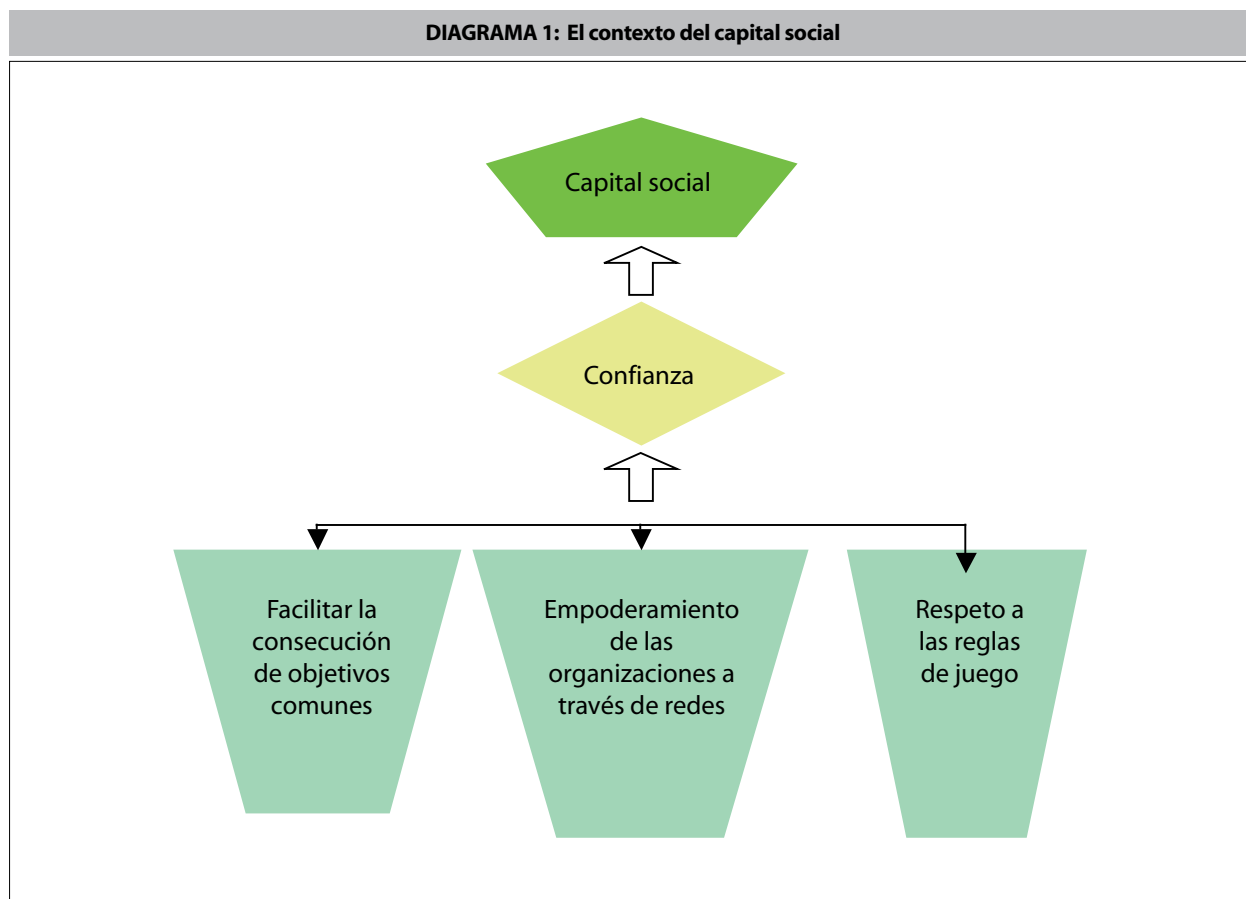 DIAGRAMA 1: El contexto del capital social
Capital social
Confianza
Facilitar la
consecución
de objetivos
comunes
Empoderamiento
de las
organizaciones a
través de redes
Respeto a
las reglas
de juego